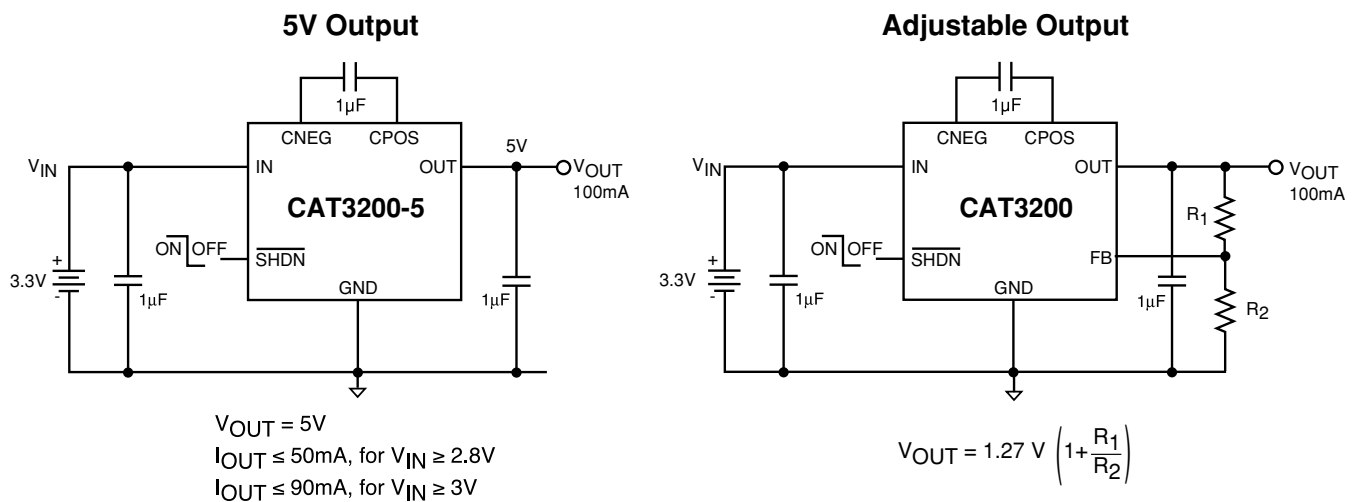 5V Output
1µF
CNEG CPOS
VIN
IN
OUT
5V
VOUT
100mA
CAT3200-5
ON OFF
SHDN
+
3.3V
-
1µF
GND
1µF
VOUT = 5V
IOUT ≤ 50mA, for VIN ≥ 2.8V
IOUT ≤ 90mA, for VIN ≥ 3V
Adjustable Output
1µF
CNEG CPOS
VIN
IN
OUT
VOUT
100mA
CAT3200
R1
ON OFF
SHDN
FB
+
3.3V
-
1µF
GND
1µF
R2
VOUT = 1.27 V (1+R1/R2)